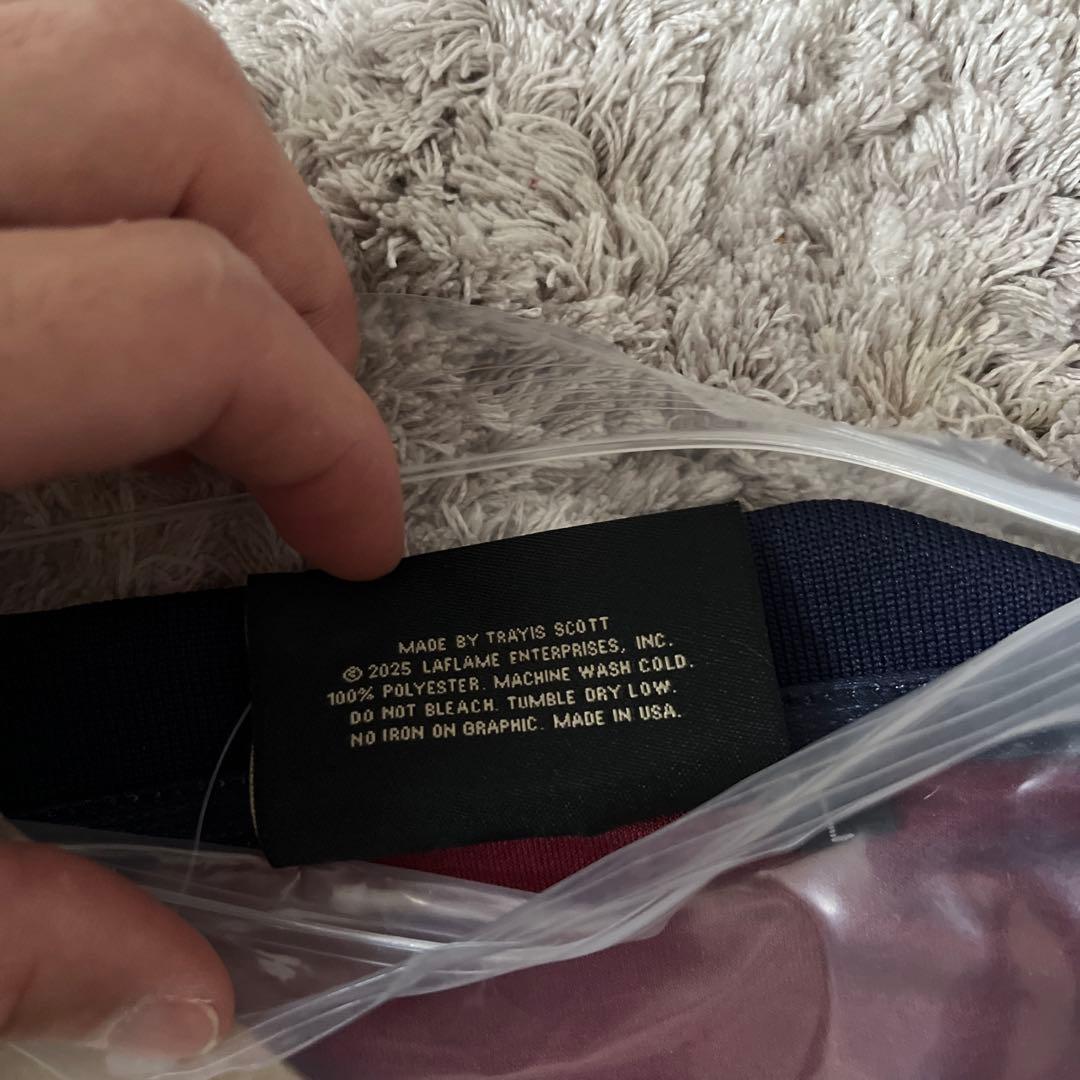 MADE BY TRAVIS SCOTT
© 2025 LAFLAME ENTERPRISES, INC.
100% POLYESTER. MACHINE WASH COLD.
DO NOT BLEACH. TUMBLE DRY LOW.
NO IRON ON GRAPHIC. MADE IN USA.